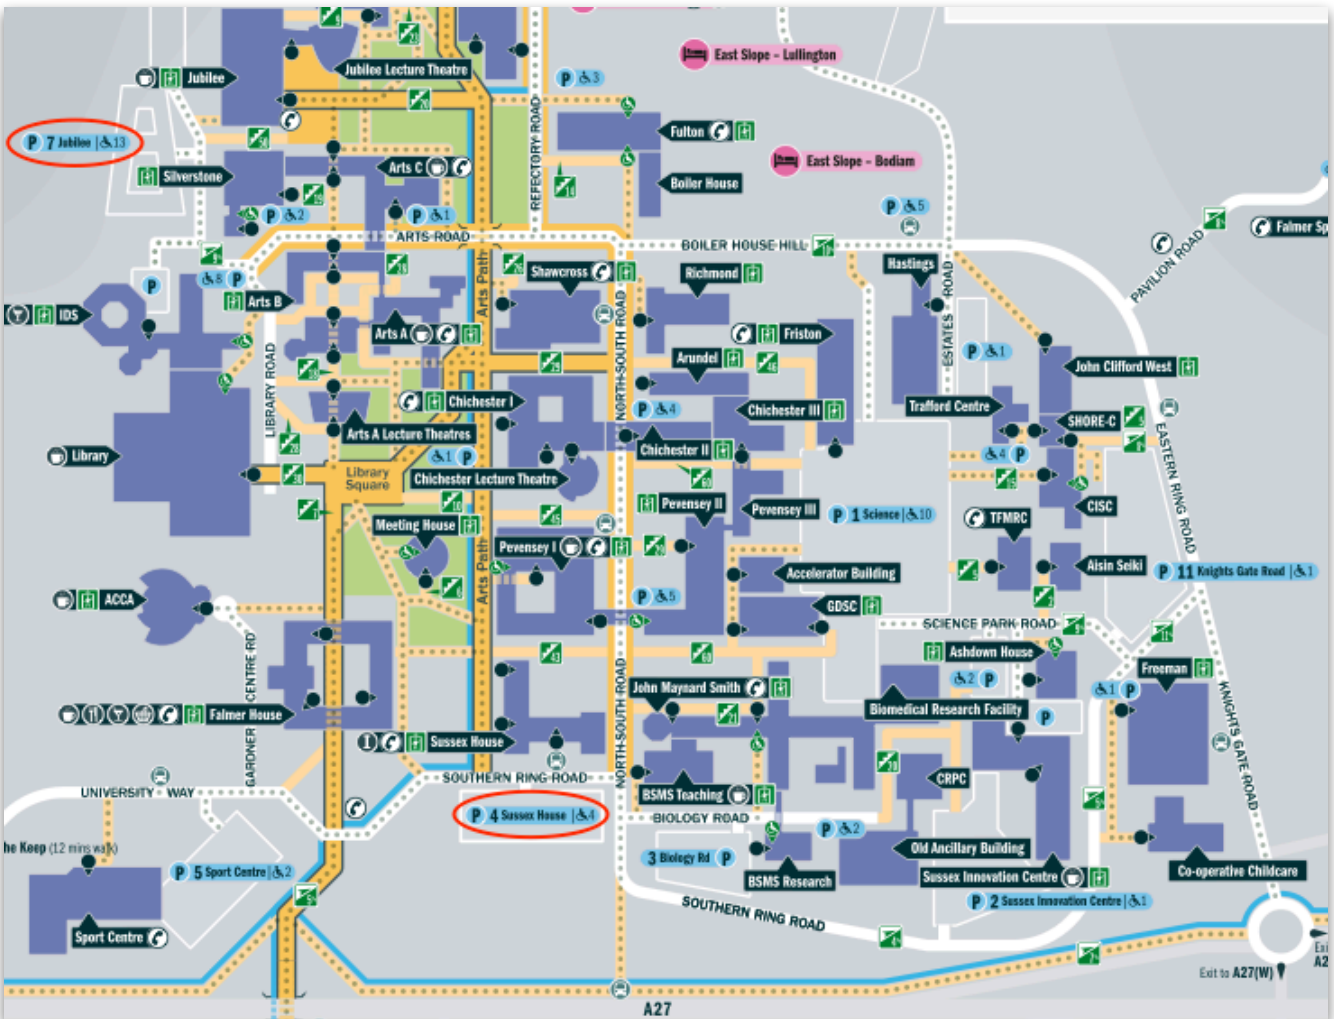 East Slope – Lullington
Jubilee Lecture Theatre
Jubilee
P 3
P 7 Jubilee | 13
Fulton
Arts C
East Slope – Bodiam
Silverstone
Boiler House
REFECTORY ROAD
P 2
P 1
P 5
ARTS ROAD
BOILER HOUSE HILL
PAVILION ROAD
Falmer Sp
8 P
P
Arts Path
Shawcross
Richmond
Hastings
IDS
Arts B
Arts A
NORTH-SOUTH ROAD
Friston
ESTATES ROAD
P 1
Arundel
John Clifford West
LIBRARY ROAD
Chichester I
P 4
Chichester III
Trafford Centre
SHORE-C
Arts A Lecture Theatres
Library
1 P
Chichester II
4 P
EASTERN RING ROAD
Library
Square
Chichester Lecture Theatre
Pevensey II
Pevensey III
P 1 Science | 10
CISC
Meeting House
TFMRC
Pevensey I
Arts Path
Accelerator Building
Aisin Seiki
P 11 Knights Gate Road | 1
ACCA
P 5
GDSC
SCIENCE PARK ROAD
GARDNER CENTRE RD
Ashdown House
Freeman
2 P
1 P
John Maynard Smith
Biomedical Research Facility
P
Falmer House
NORTH-SOUTH ROAD
KNIGHTS GATE ROAD
Sussex House
UNIVERSITY WAY
SOUTHERN RING ROAD
CRPC
BSMS Teaching
P 4 Sussex House | 4
BIOLOGY ROAD
P 2
he Keep (12 mins walk)
3 Biology Rd P
Old Ancillary Building
P 5 Sport Centre | 2
BSMS Research
Sussex Innovation Centre
Co-operative Childcare
P 2 Sussex Innovation Centre | 1
SOUTHERN RING ROAD
Sport Centre
Exi
A2
Exit to A27(W)
A27